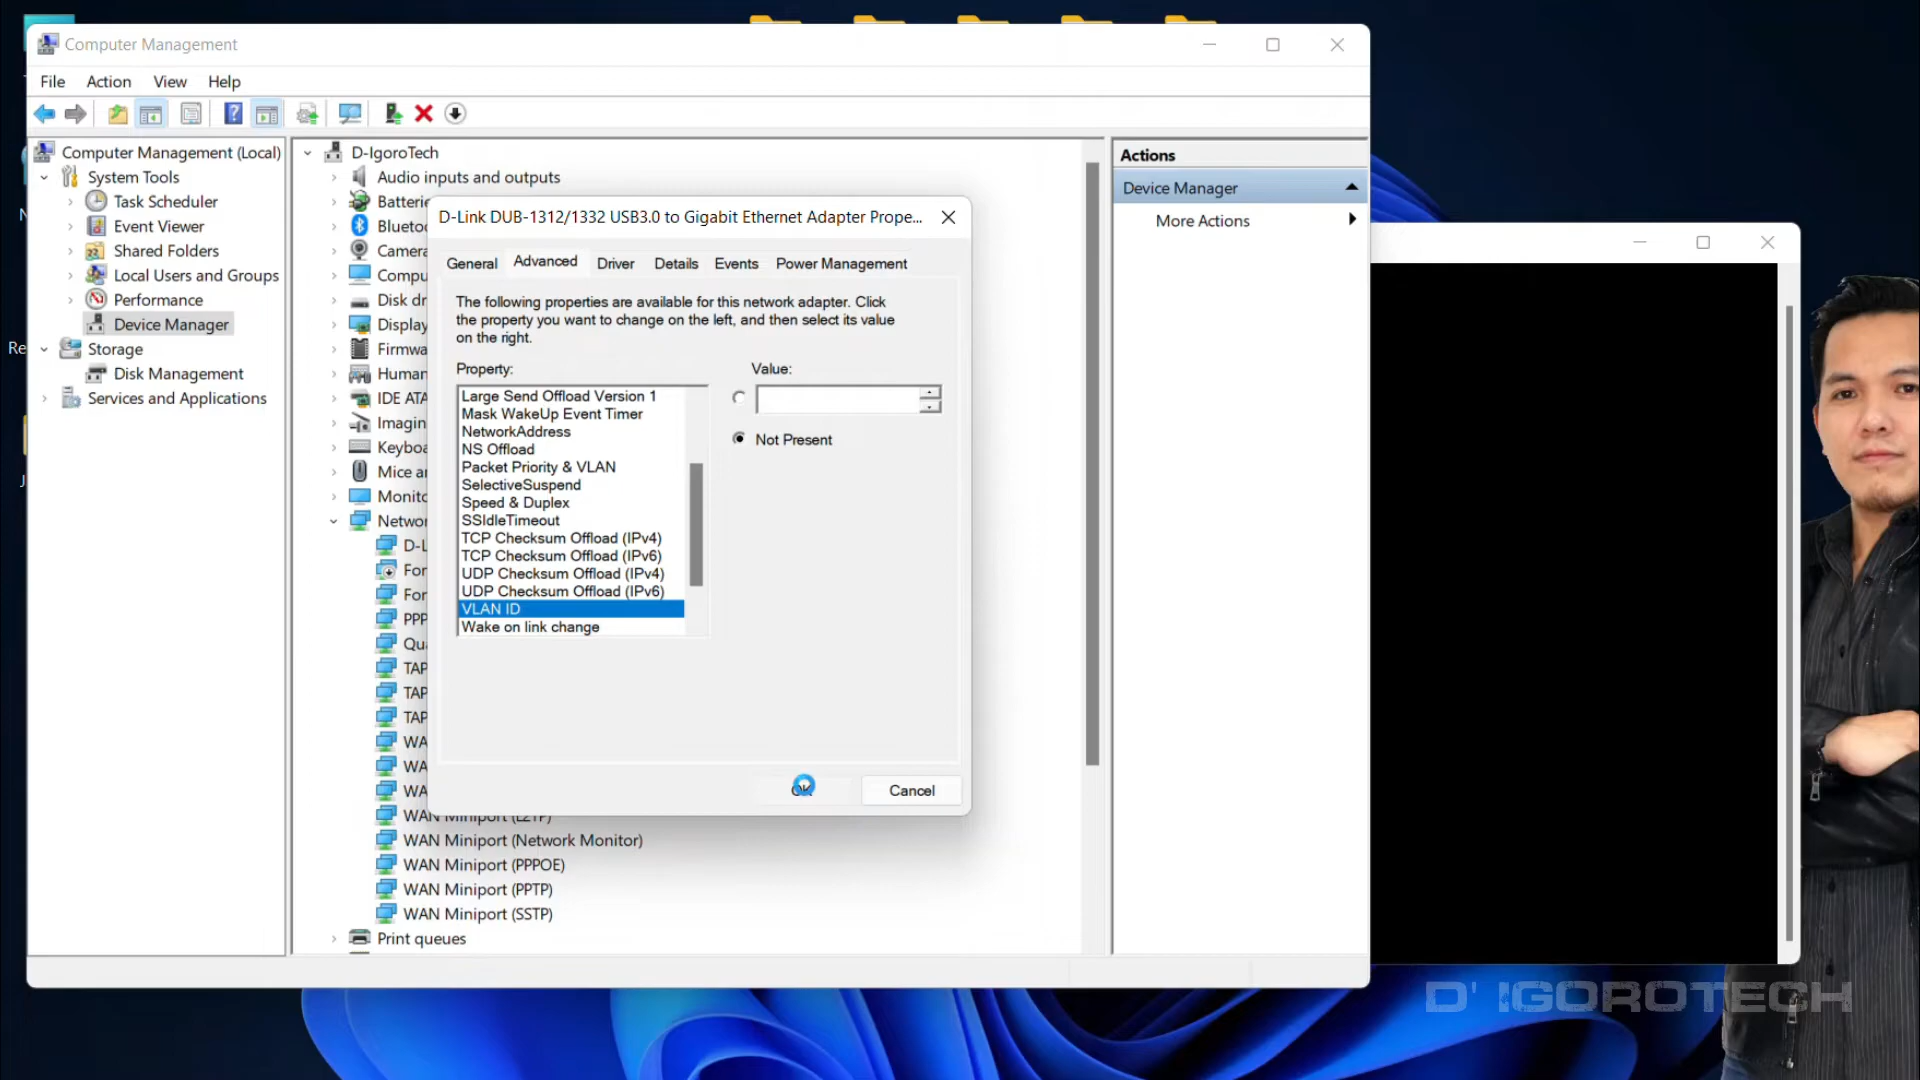 Computer Management
File Action View Help
Computer Management (Local)
System Tools
Task Scheduler
Event Viewer
Shared Folders
Local Users and Groups
Performance
Device Manager
Storage
Disk Management
Services and Applications
D-IgoroTech
Audio inputs and outputs
Batterie
Blueto
Camera
Compu
Disk dr
Display
Firmwa
Human
IDE ATA
Imagin
Keyboa
Mice ar
Monito
Networ
D-L
For
For
PPP
Qua
TAP
TAP
TAP
WA
WA
WA
WAN Miniport (L2TP)
WAN Miniport (Network Monitor)
WAN Miniport (PPPOE)
WAN Miniport (PPTP)
WAN Miniport (SSTP)
Print queues
D-Link DUB-1312/1332 USB3.0 to Gigabit Ethernet Adapter Prope...
General Advanced Driver Details Events Power Management
The following properties are available for this network adapter. Click
the property you want to change on the left, and then select its value
on the right.
Property:
Large Send Offload Version 1
Mask WakeUp Event Timer
NetworkAddress
NS Offload
Packet Priority & VLAN
SelectiveSuspend
Speed & Duplex
SSIdleTimeout
TCP Checksum Offload (IPv4)
TCP Checksum Offload (IPv6)
UDP Checksum Offload (IPv4)
UDP Checksum Offload (IPv6)
VLAN ID
Wake on link change
Value:
Not Present
OK
Cancel
Actions
Device Manager
More Actions
Re
D' IGOROTECH